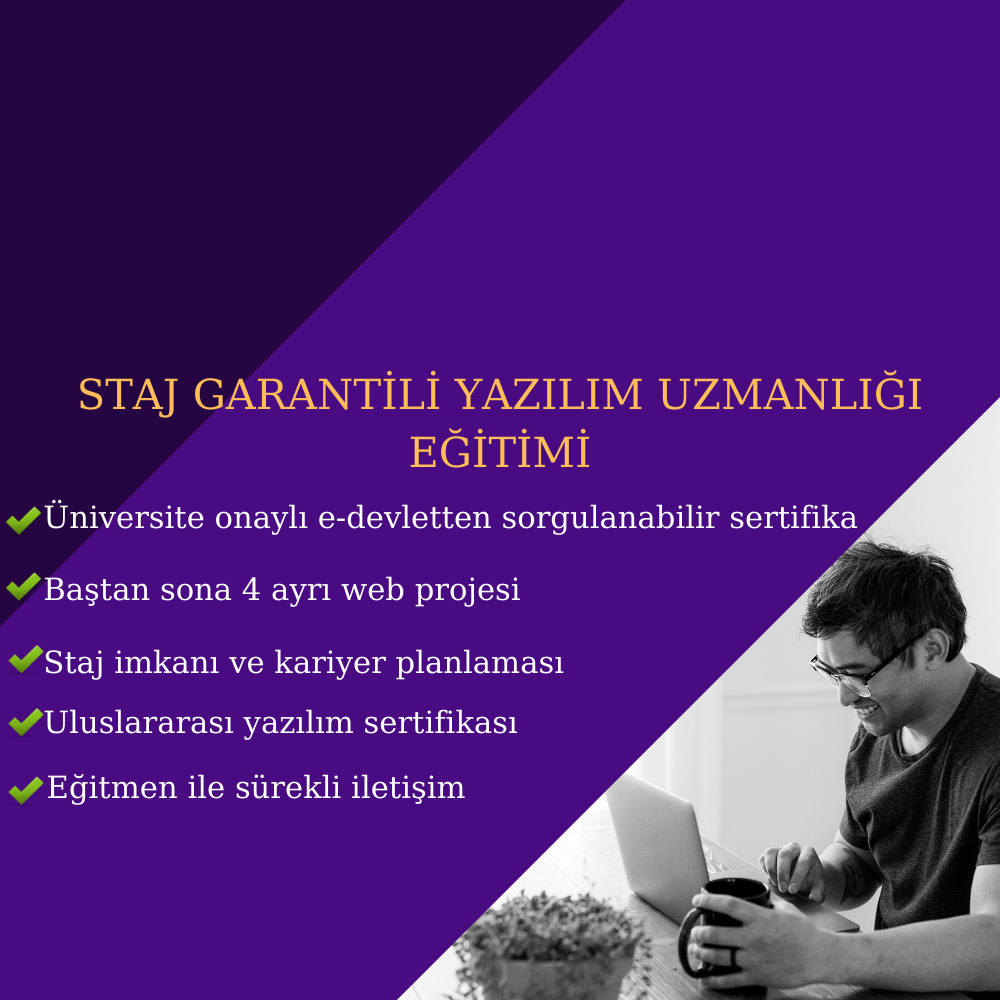 STAJ GARANTİLİ YAZILIM UZMANLIĞI
EĞİTİMİ
Üniversite onaylı e-devletten sorgulanabilir sertifika
Baştan sona 4 ayrı web projesi
Staj imkanı ve kariyer planlaması
Uluslararası yazılım sertifikası
Eğitmen ile sürekli iletişim